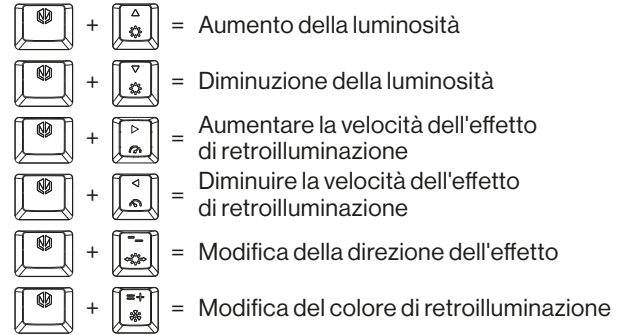 + = Aumento della luminosità
+ = Diminuzione della luminosità
+ = Aumentare la velocità dell'effetto
di retroilluminazione
+ = Diminuire la velocità dell'effetto
di retroilluminazione
+ -_ = Modifica della direzione dell'effetto
+ =+ = Modifica del colore di retroilluminazione